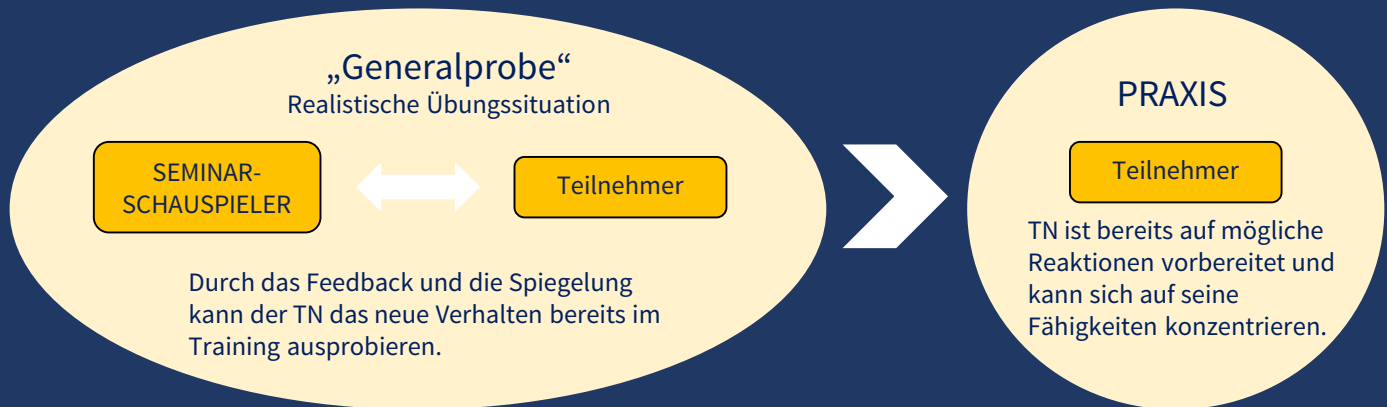 „Generalprobe“
Realistische Übungssituation
SEMINAR-
SCHAUSPIELER
Teilnehmer
Durch das Feedback und die Spiegelung
kann der TN das neue Verhalten bereits im
Training ausprobieren.
PRAXIS
Teilnehmer
TN ist bereits auf mögliche
Reaktionen vorbereitet und
kann sich auf seine
Fähigkeiten konzentrieren.